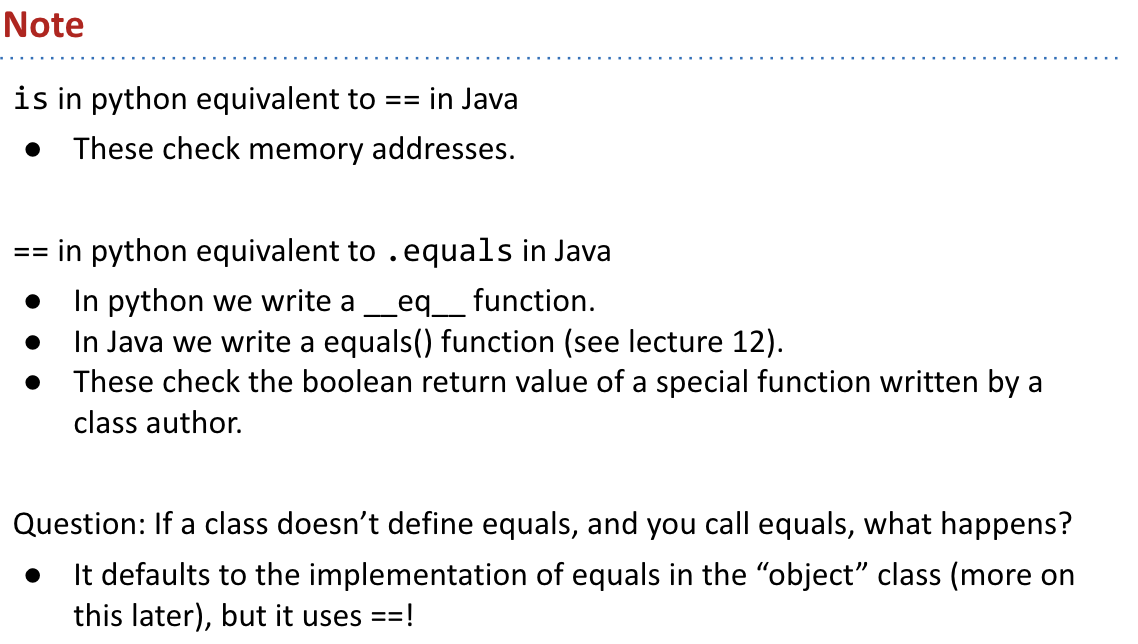 Note
is in python equivalent to == in Java
● These check memory addresses.
== in python equivalent to .equals in Java
● In python we write a __eq__ function.
● In Java we write a equals() function (see lecture 12).
● These check the boolean return value of a special function written by a
class author.
Question: If a class doesn’t define equals, and you call equals, what happens?
● It defaults to the implementation of equals in the “object” class (more on
this later), but it uses ==!